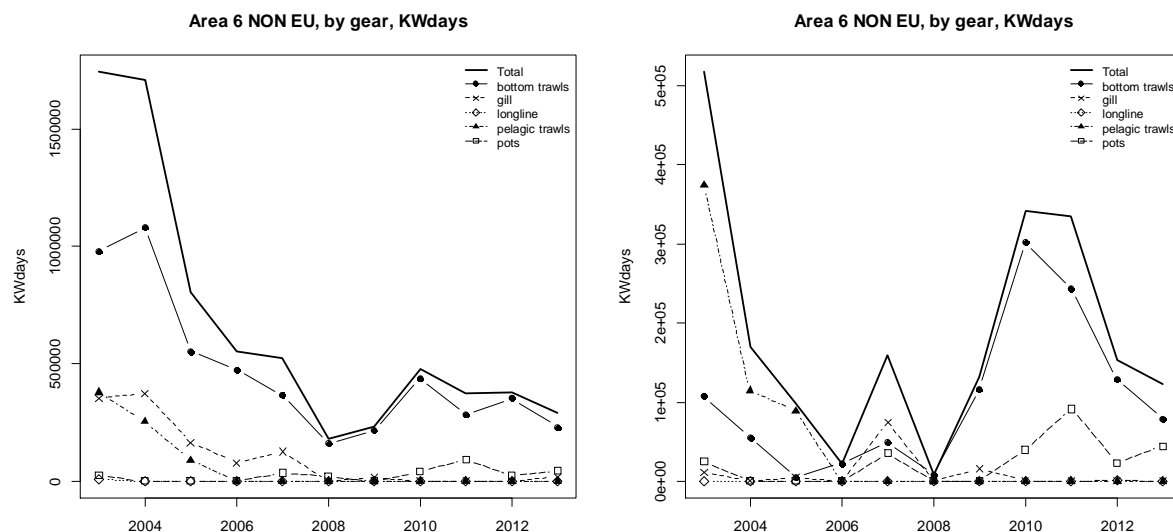 Area 6 NON EU, by gear, KWdays
KWdays
0
500000
1000000
1500000
2004
2006
2008
2010
2012
Total
bottom trawls
gill
longline
pelagic trawls
pots
Area 6 NON EU, by gear, KWdays
KWdays
0e+00
1e+05
2e+05
3e+05
4e+05
5e+05
2004
2006
2008
2010
2012
Total
bottom trawls
gill
longline
pelagic trawls
pots